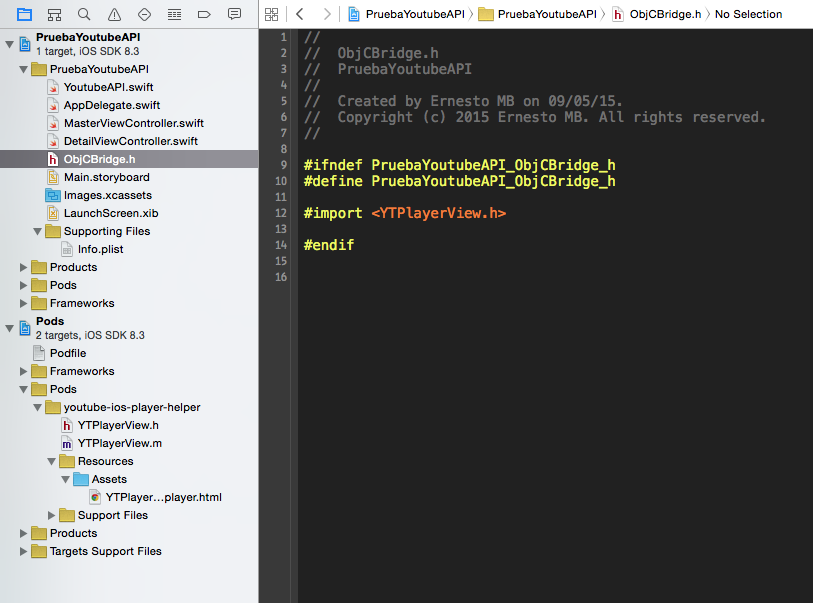 PruebaYoutubeAPI
1 target, iOS SDK 8.3
PruebaYoutubeAPI
YoutubeAPI.swift
AppDelegate.swift
MasterViewController.swift
DetailViewController.swift
h ObjCBridge.h
Main.storyboard
Images.xcassets
LaunchScreen.xib
Supporting Files
Info.plist
Products
Pods
Frameworks
Pods
2 targets, iOS SDK 8.3
Podfile
Frameworks
Pods
youtube-ios-player-helper
h YTPlayerView.h
m YTPlayerView.m
Resources
Assets
YTPlayer...player.html
Support Files
Products
Targets Support Files
PruebaYoutubeAPI PruebaYoutubeAPI h ObjCBridge.h No Selection
1 //
2 //  ObjCBridge.h
3 //  PruebaYoutubeAPI
4 //
5 //  Created by Ernesto MB on 09/05/15.
6 //  Copyright (c) 2015 Ernesto MB. All rights reserved.
7 //
8
9 #ifndef PruebaYoutubeAPI_ObjCBridge_h
10 #define PruebaYoutubeAPI_ObjCBridge_h
11
12 #import <YTPlayerView.h>
13
14 #endif
15
16